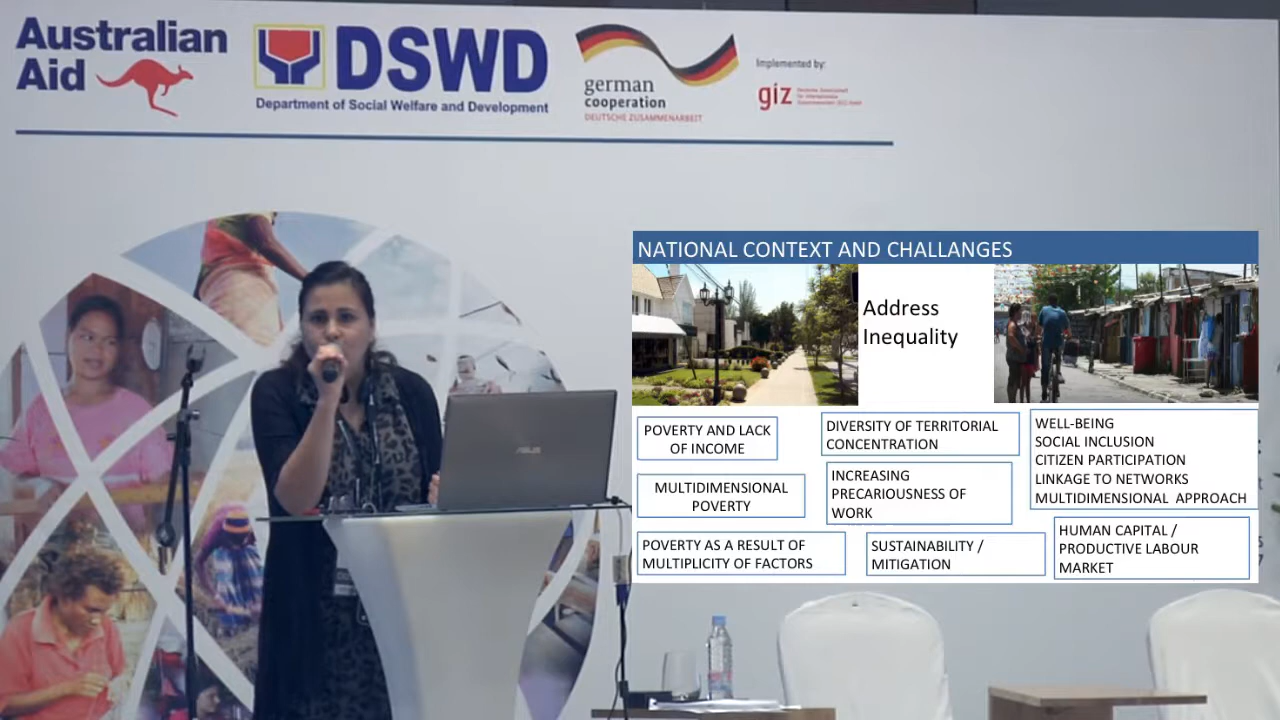 Australian
Aid
DSWD
Department of Social Welfare and Development
german
cooperation
DEUTSCHE ZUSAMMENARBEIT
Implemented by:
giz
NATIONAL CONTEXT AND CHALLANGES
Address
Inequality
POVERTY AND LACK
OF INCOME
MULTIDIMENSIONAL
POVERTY
POVERTY AS A RESULT OF
MULTIPLICITY OF FACTORS
DIVERSITY OF TERRITORIAL
CONCENTRATION
INCREASING
PRECARIOUSNESS OF
WORK
SUSTAINABILITY /
MITIGATION
WELL-BEING
SOCIAL INCLUSION
CITIZEN PARTICIPATION
LINKAGE TO NETWORKS
MULTIDIMENSIONAL APPROACH
HUMAN CAPITAL /
PRODUCTIVE LABOUR
MARKET
ASUS